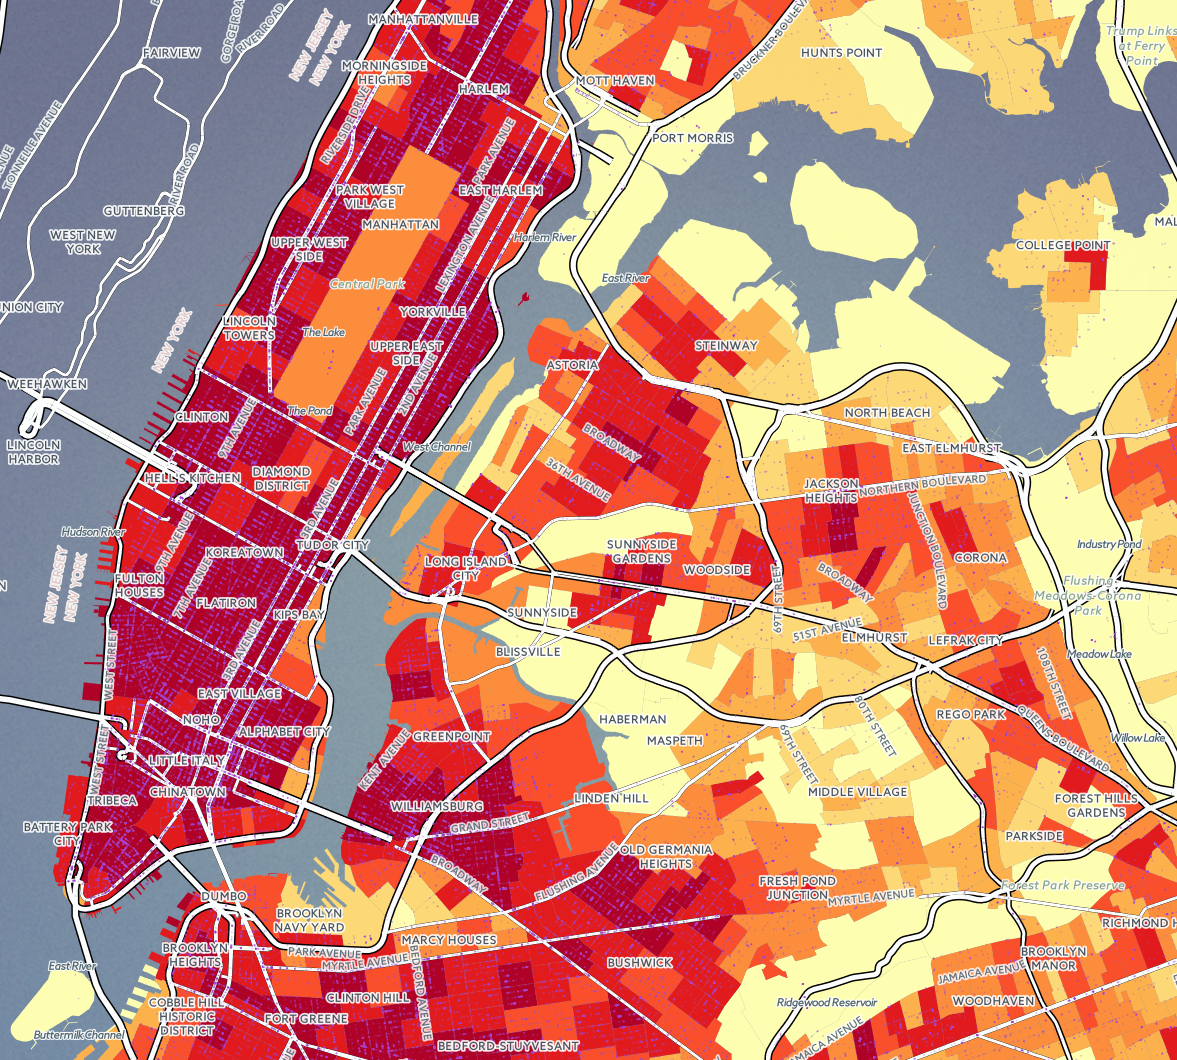 MANHATTANVILLE
FAIRVIEW
GORGE ROAD
RIVER ROAD
NEW JERSEY
NEW YORK
MORNINGSIDE
HEIGHTS
HARLEM
MOTT HAVEN
BRUCKNER BOULEV
HUNTS POINT
Trump Links
at Ferry
Point
TONNELLE AVENUE
RIVERSIDE DRIVE
PARK AVENUE
PORT MORRIS
RIVER ROAD
GUTTENBERG
PARK WEST
VILLAGE
EAST HARLEM
WEST NEW
YORK
MANHATTAN
UPPER WEST
SIDE
LEXINGTON AVENUE
Harlem River
COLLEGE POINT
MAL
East River
Central Park
NION CITY
YORKVILLE
LINCOLN
TOWERS
The Lake
NEW YORK
UPPER EAST
SIDE
STEINWAY
ASTORIA
WEEHAWKEN
PARK AVENUE
2ND AVENUE
CLINTON
9TH AVENUE
The Pond
NORTH BEACH
LINCOLN
HARBOR
West Channel
BROADWAY
EAST ELMHURST
HELL'S KITCHEN
DIAMOND
DISTRICT
36TH AVENUE
JACKSON
HEIGHTS
NORTHERN BOULEVARD
3RD AVENUE
JUNCTION BOULEVARD
Hudson River
7TH AVENUE
KOREATOWN
TUDOR CITY
SUNNYSIDE
GARDENS
Industry Pond
NEW JERSEY
NEW YORK
FULTON
HOUSES
7TH AVENUE
LONG ISLAND
CITY
WOODSIDE
BROADWAY
CORONA
Flushing
Meadows Corona
Park
FLATIRON
KIPS BAY
SUNNYSIDE
69TH STREET
51ST AVENUE
ELMHURST
LEFRAK CITY
WEST STREET
3RD AVENUE
BLISSVILLE
Meadow Lake
EAST VILLAGE
108TH STREET
NOHO
ALPHABET CITY
HABERMAN
MASPETH
80TH STREET
REGO PARK
QUEENS BOULEVARD
Willow Lake
WEST STREET
LITTLE ITALY
KENT AVENUE
GREENPOINT
69TH STREET
CHINATOWN
TRIBECA
WILLIAMSBURG
LINDEN HILL
MIDDLE VILLAGE
FOREST HILLS
GARDENS
BATTERY PARK
CITY
GRAND STREET
PARKSIDE
OLD GERMANIA
HEIGHTS
BROADWAY
FLUSHING AVENUE
FRESH POND
JUNCTION
MYRTLE AVENUE
Forest Park Preserve
DUMBO
BROOKLYN
NAVY YARD
RICHMOND H
BROOKLYN
HEIGHTS
PARK AVENUE
MYRTLE AVENUE
MARCY HOUSES
BUSHWICK
BROOKLYN
MANOR
JAMAICA AVENUE
East River
BEDFORD AVENUE
CLINTON HILL
COBBLE HILL
HISTORIC
DISTRICT
FORT GREENE
Ridgewood Reservoir
WOODHAVEN
Buttermilk Channel
JAMAICA AVENUE
BEDFORD-STUYVESANT